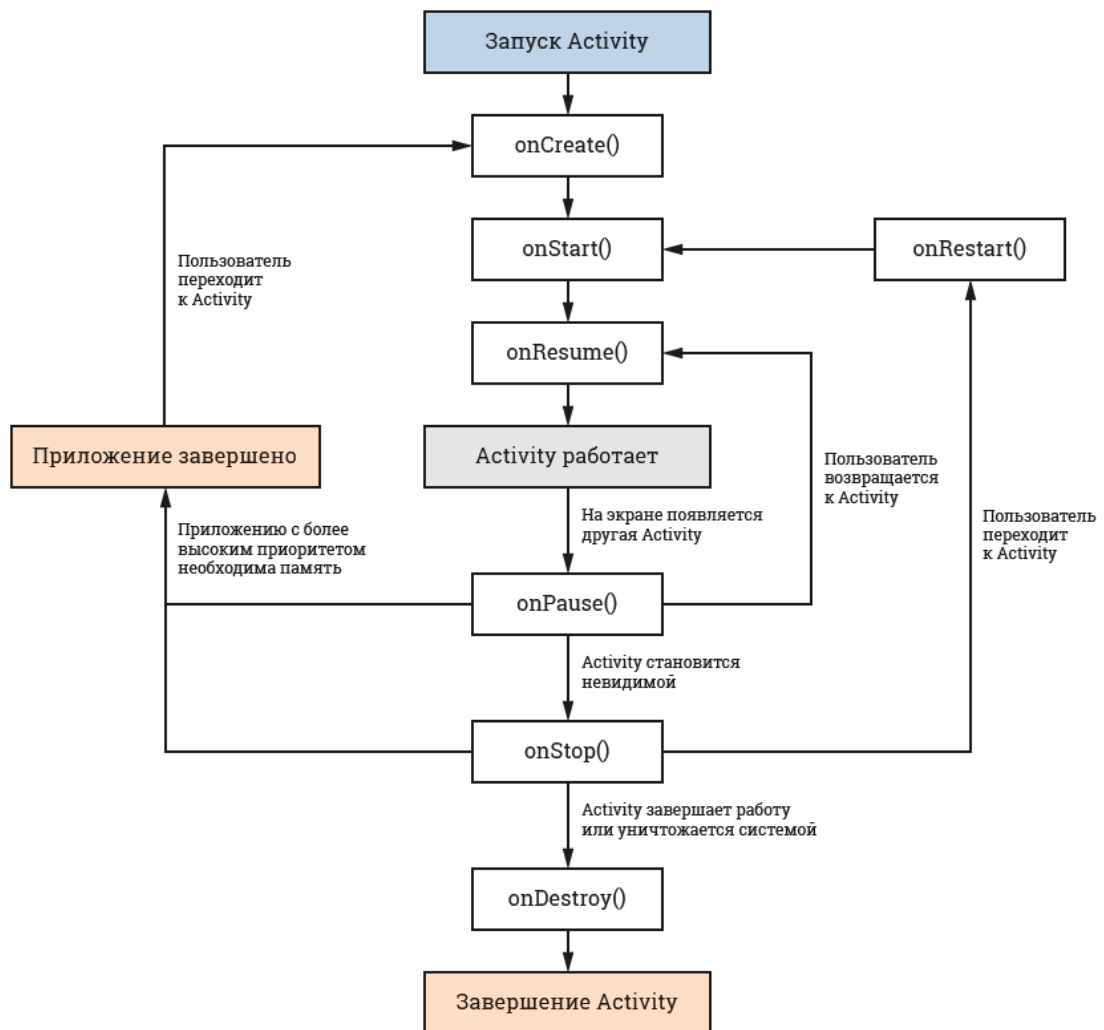 Запуск Activity
onCreate()
onStart()
onRestart()
Пользователь
переходит
к Activity
onResume()
Приложение завершено
Activity работает
Пользователь
возвращается
к Activity
На экране появляется
другая Activity
Пользователь
переходит
к Activity
Приложению с более
высоким приоритетом
необходима память
onPause()
Activity становится
невидимой
onStop()
Activity завершает работу
или уничтожается системой
onDestroy()
Завершение Activity